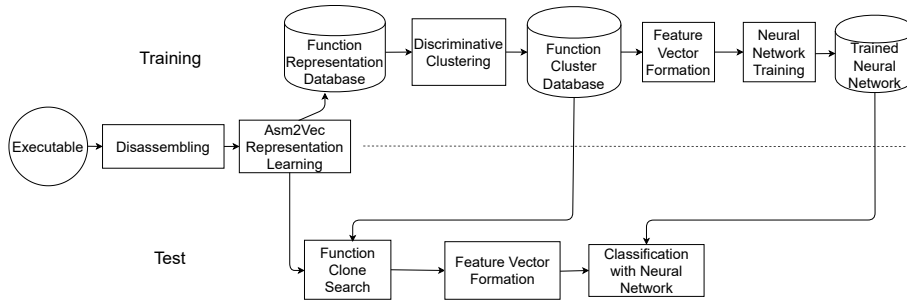 Training
Function
Representation
Database
Discriminative
Clustering
Function
Cluster
Database
Feature
Vector
Formation
Neural
Network
Training
Trained
Neural
Network
Executable
Disassembling
Asm2Vec
Representation
Learning
Test
Function
Clone
Search
Feature Vector
Formation
Classification
with Neural
Network